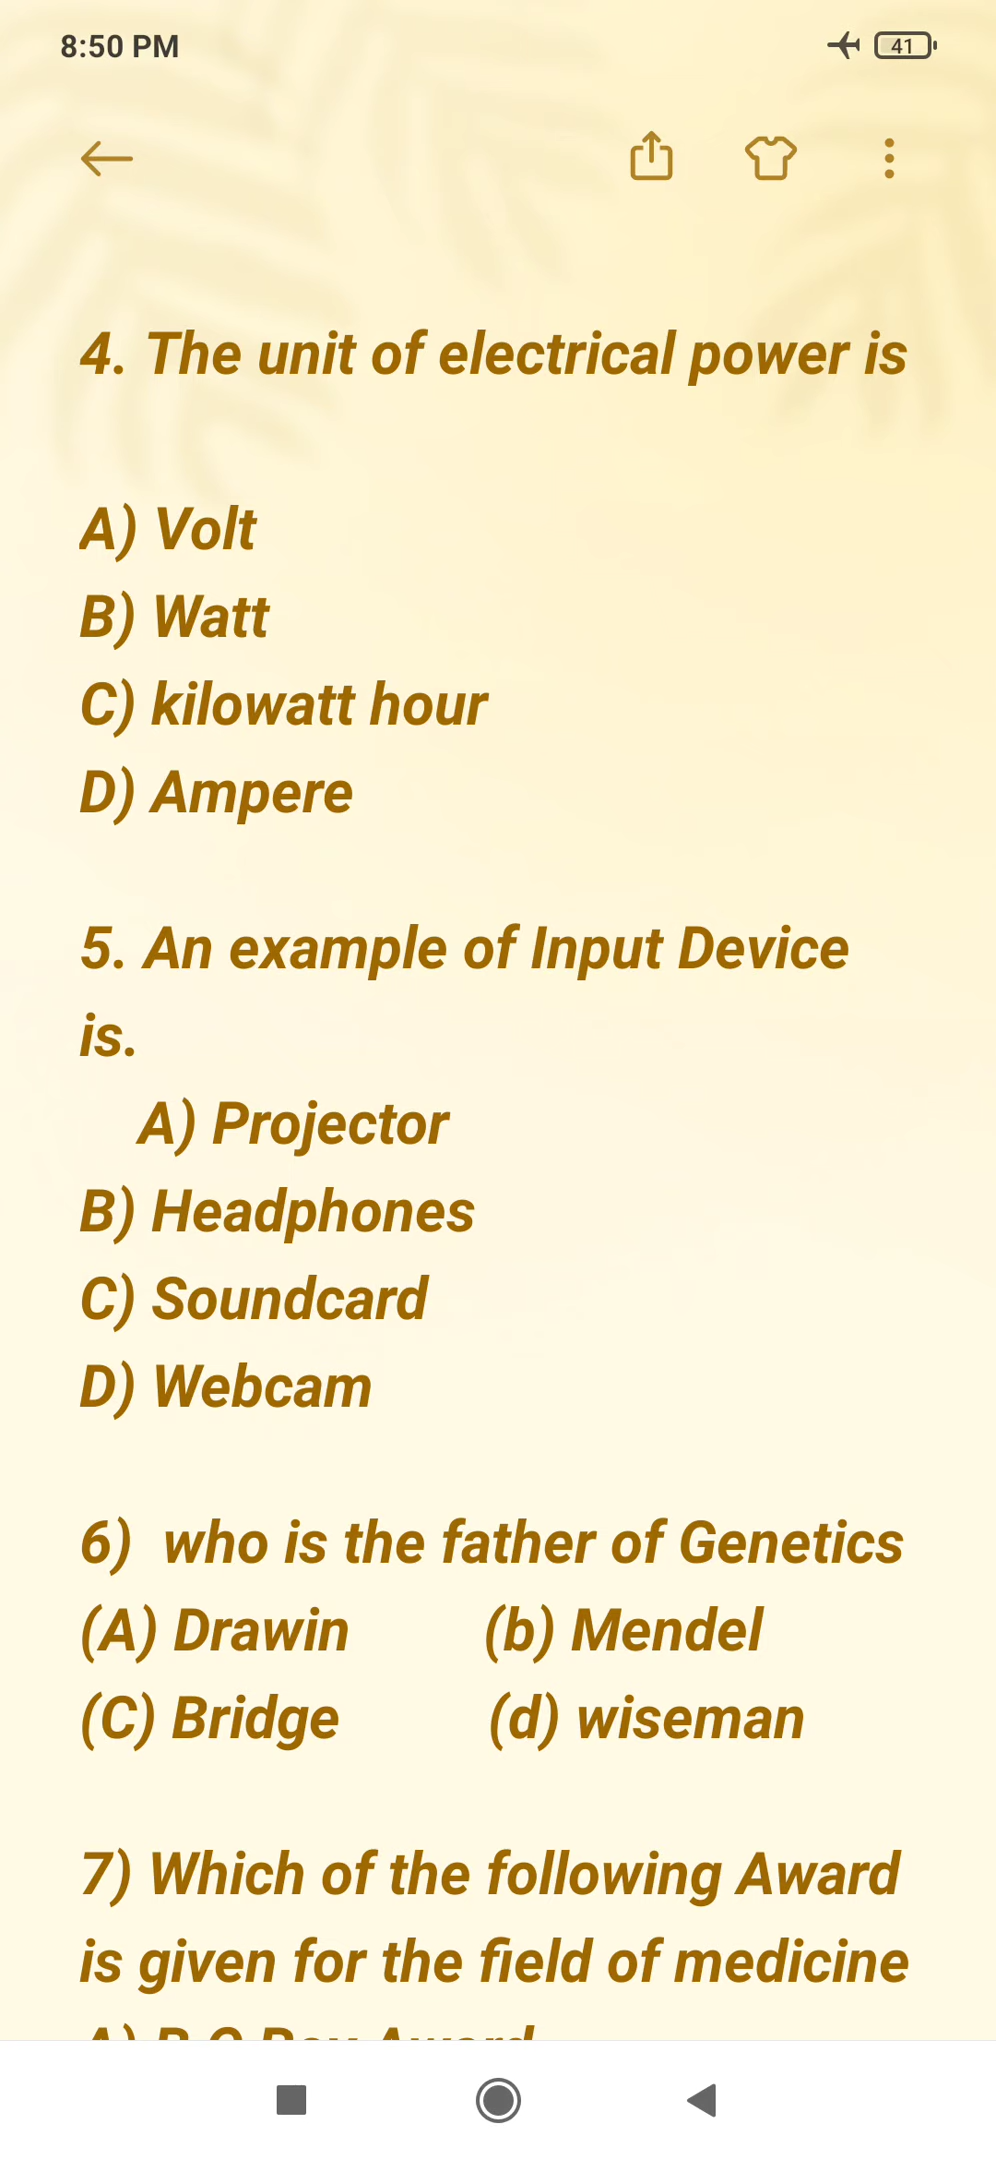 8:50 PM
41
4. The unit of electrical power is
A) Volt
B) Watt
C) kilowatt hour
D) Ampere
5. An example of Input Device
is.
A) Projector
B) Headphones
C) Soundcard
D) Webcam
6) who is the father of Genetics
(A) Drawin (b) Mendel
(C) Bridge (d) wiseman
7) Which of the following Award
is given for the field of medicine